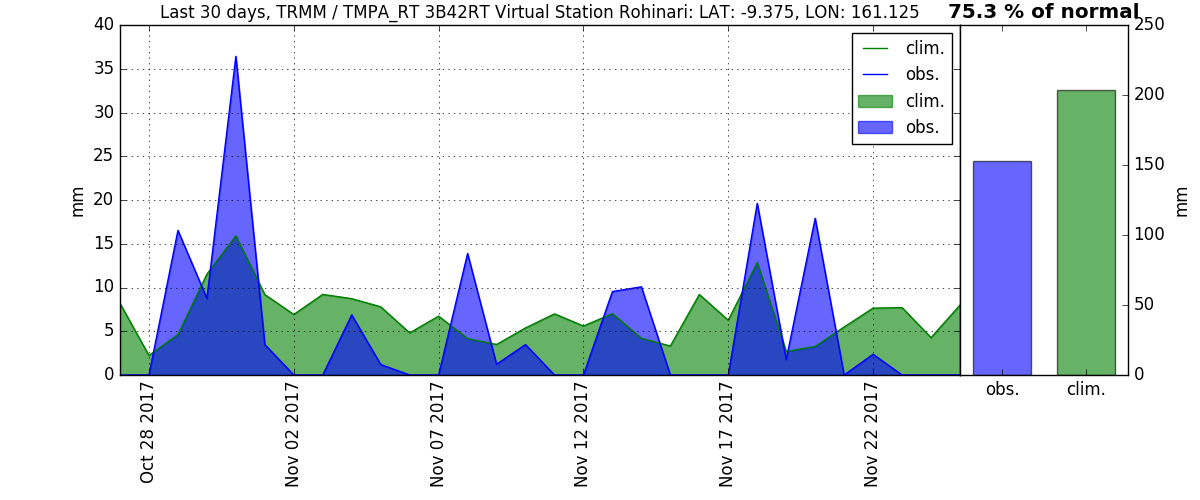 Last 30 days, TRMM / TMPA_RT 3B42RT Virtual Station Rohinari: LAT: -9.375, LON: 161.125
75.3 % of normal
40
35
30
25
20
15
10
5
0
mm
clim.
obs.
clim.
obs.
250
200
150
100
50
0
mm
obs.
clim.
Oct 28 2017
Nov 02 2017
Nov 07 2017
Nov 12 2017
Nov 17 2017
Nov 22 2017